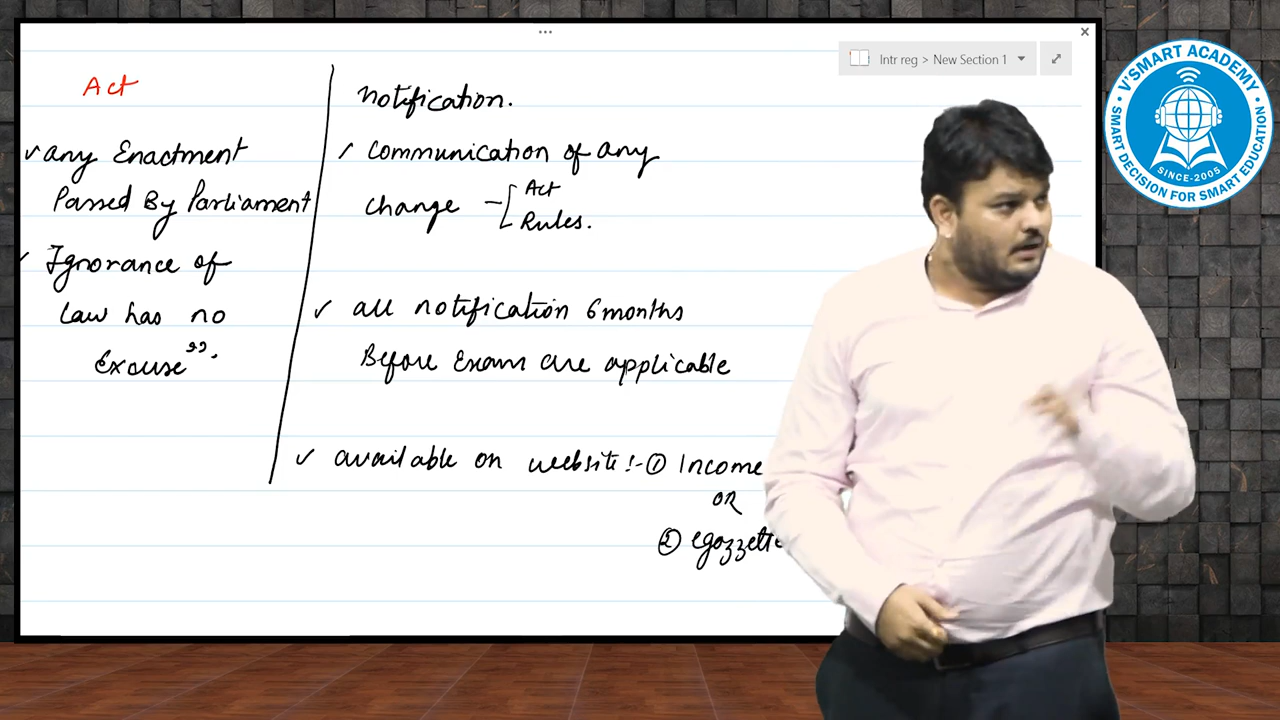 Act
✓ any Enactment
Passed By Parliament
✓ Ignorance of
Law has no
Excuse”.
notification.
✓ Communication of any
change - [ Act
Rules.
✓ all notification 6 months
Before Exam are applicable
✓ available on website:- ① Income
OR
② egazzette
Intr reg > New Section 1
V'SMART ACADEMY
SINCE-2005
SMART DECISION FOR SMART EDUCATION